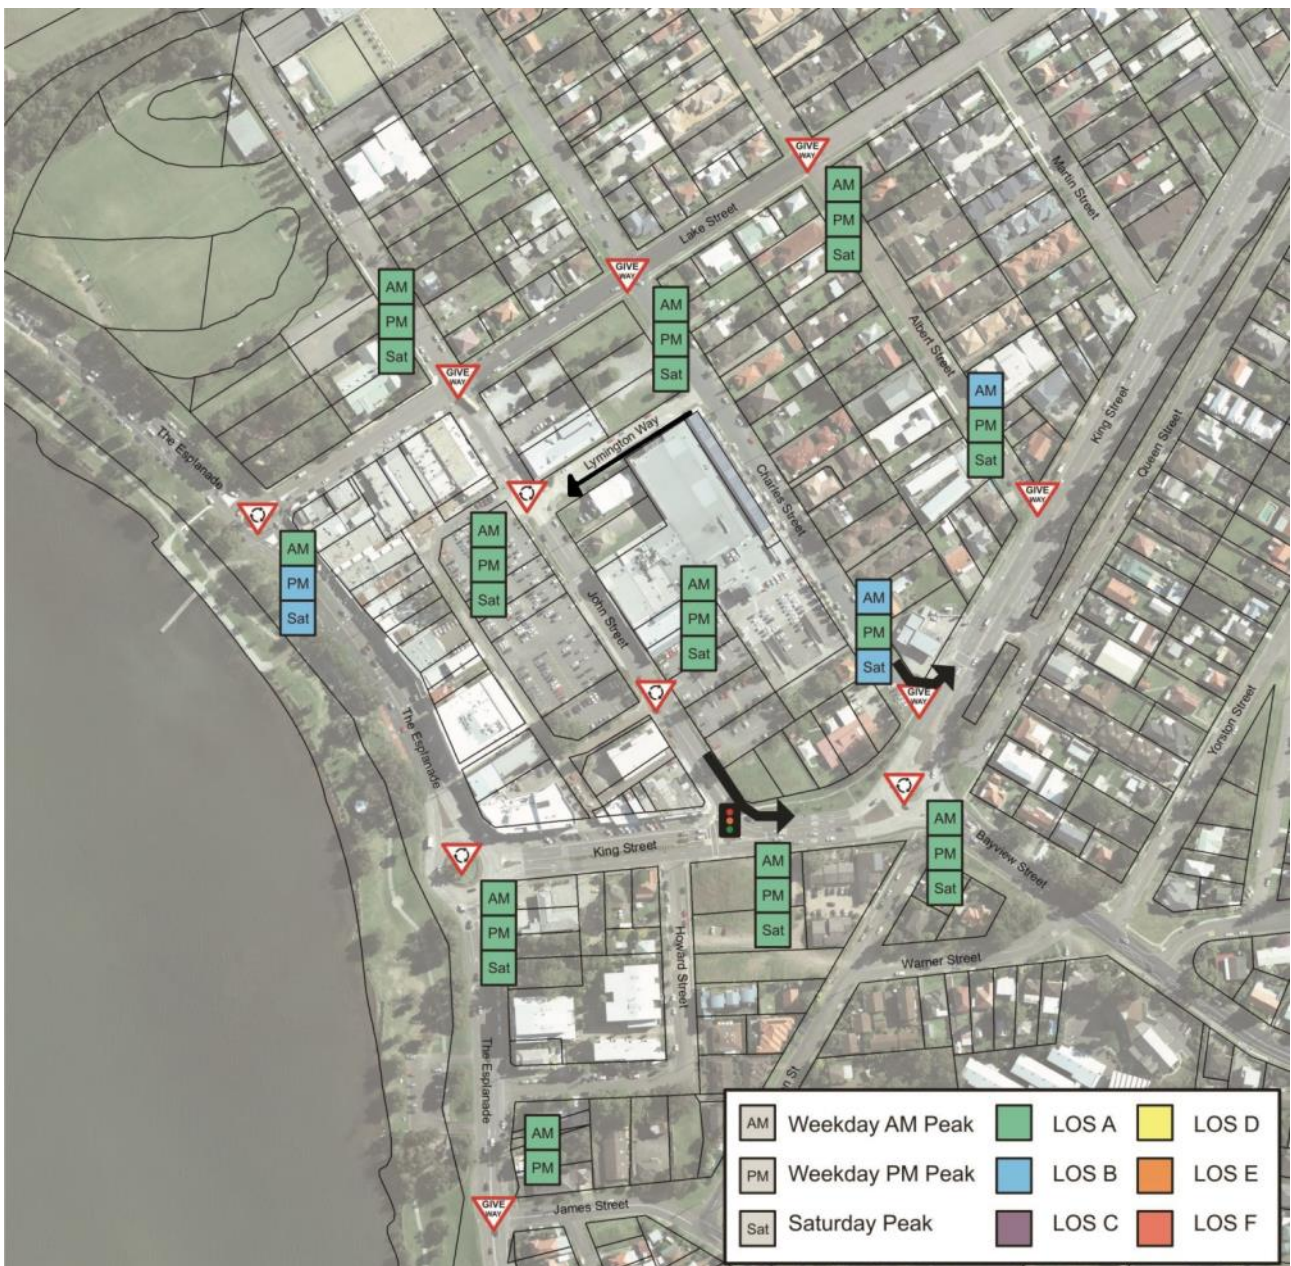 GIVE
WAY
AM
PM
Sat
Martin Street
Lake Street
GIVE
WAY
AM
PM
Sat
AM
PM
Sat
GIVE
WAY
Albert Street
AM
PM
Sat
King Street
Queen Street
The Esplanade
Lymington Way
Charles Street
GIVE
WAY
AM
PM
Sat
AM
PM
Sat
John Street
AM
PM
Sat
AM
PM
Sat
GIVE
WAY
Yorston Street
The Esplanade
King Street
AM
PM
Sat
Bayview Street
AM
PM
Sat
AM
PM
Sat
Howard Street
Warner Street
The Esplanade
n St
AM
PM
GIVE
WAY
James Street
AM Weekday AM Peak LOS A LOS D
PM Weekday PM Peak LOS B LOS E
Sat Saturday Peak LOS C LOS F